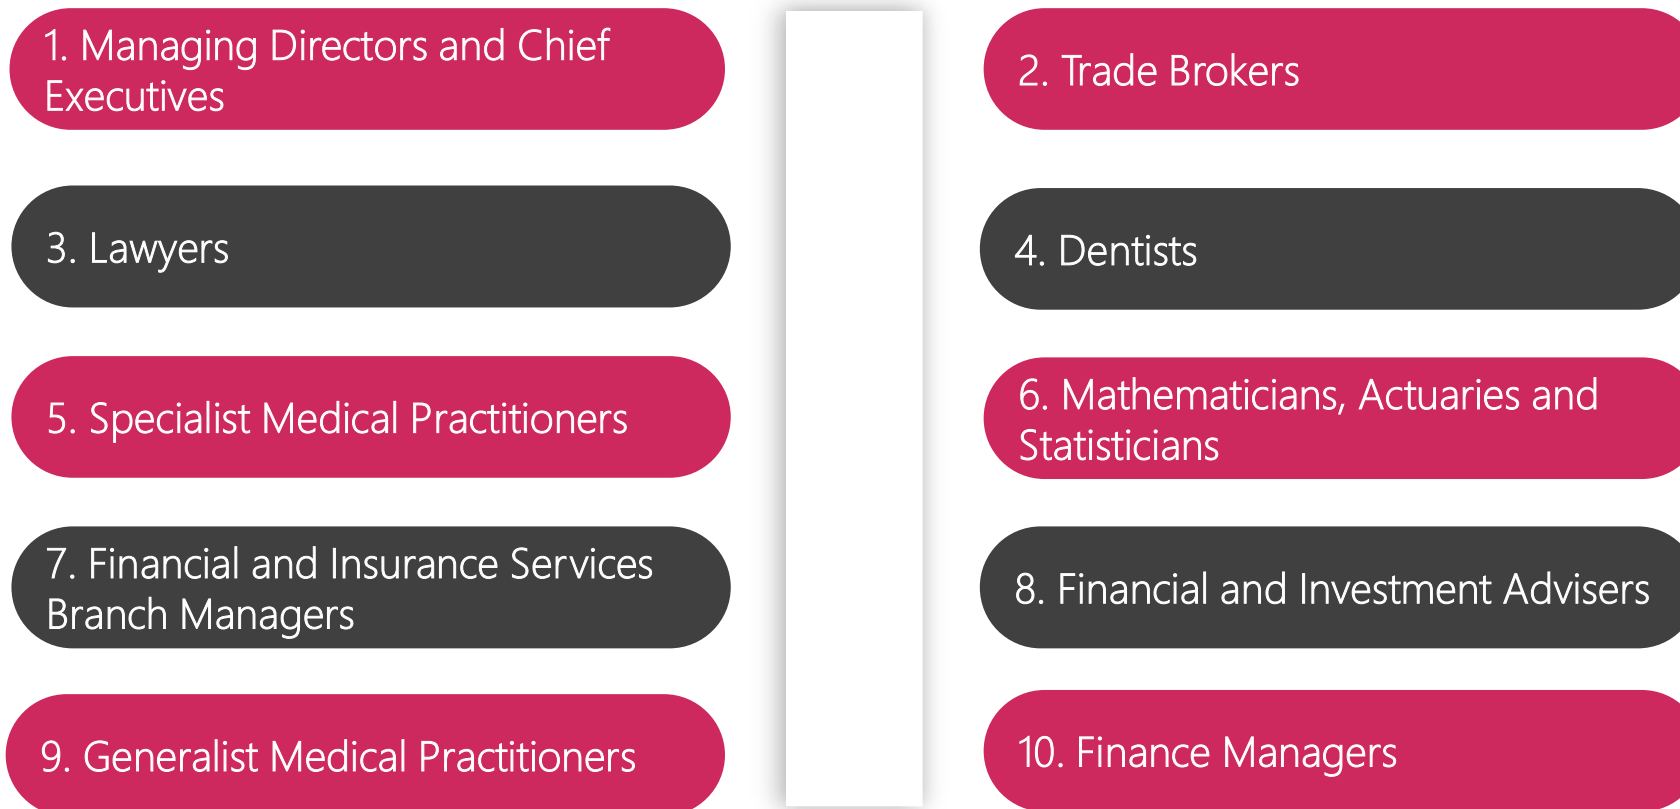 1. Managing Directors and Chief
Executives
2. Trade Brokers
3. Lawyers
4. Dentists
5. Specialist Medical Practitioners
6. Mathematicians, Actuaries and
Statisticians
7. Financial and Insurance Services
Branch Managers
8. Financial and Investment Advisers
9. Generalist Medical Practitioners
10. Finance Managers